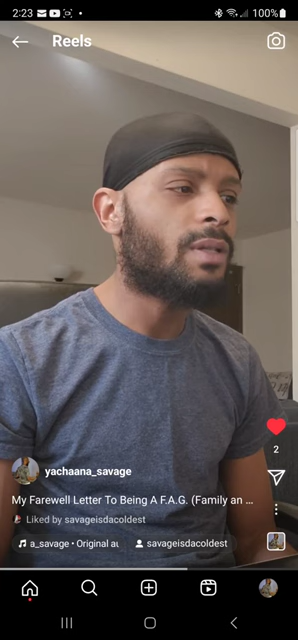 2:23
100%
Reels
yachaana_savage
2
My Farewell Letter To Being A F.A.G. (Family an ...
Liked by savageisdacoldest
a_savage • Original au
savageisdacoldest